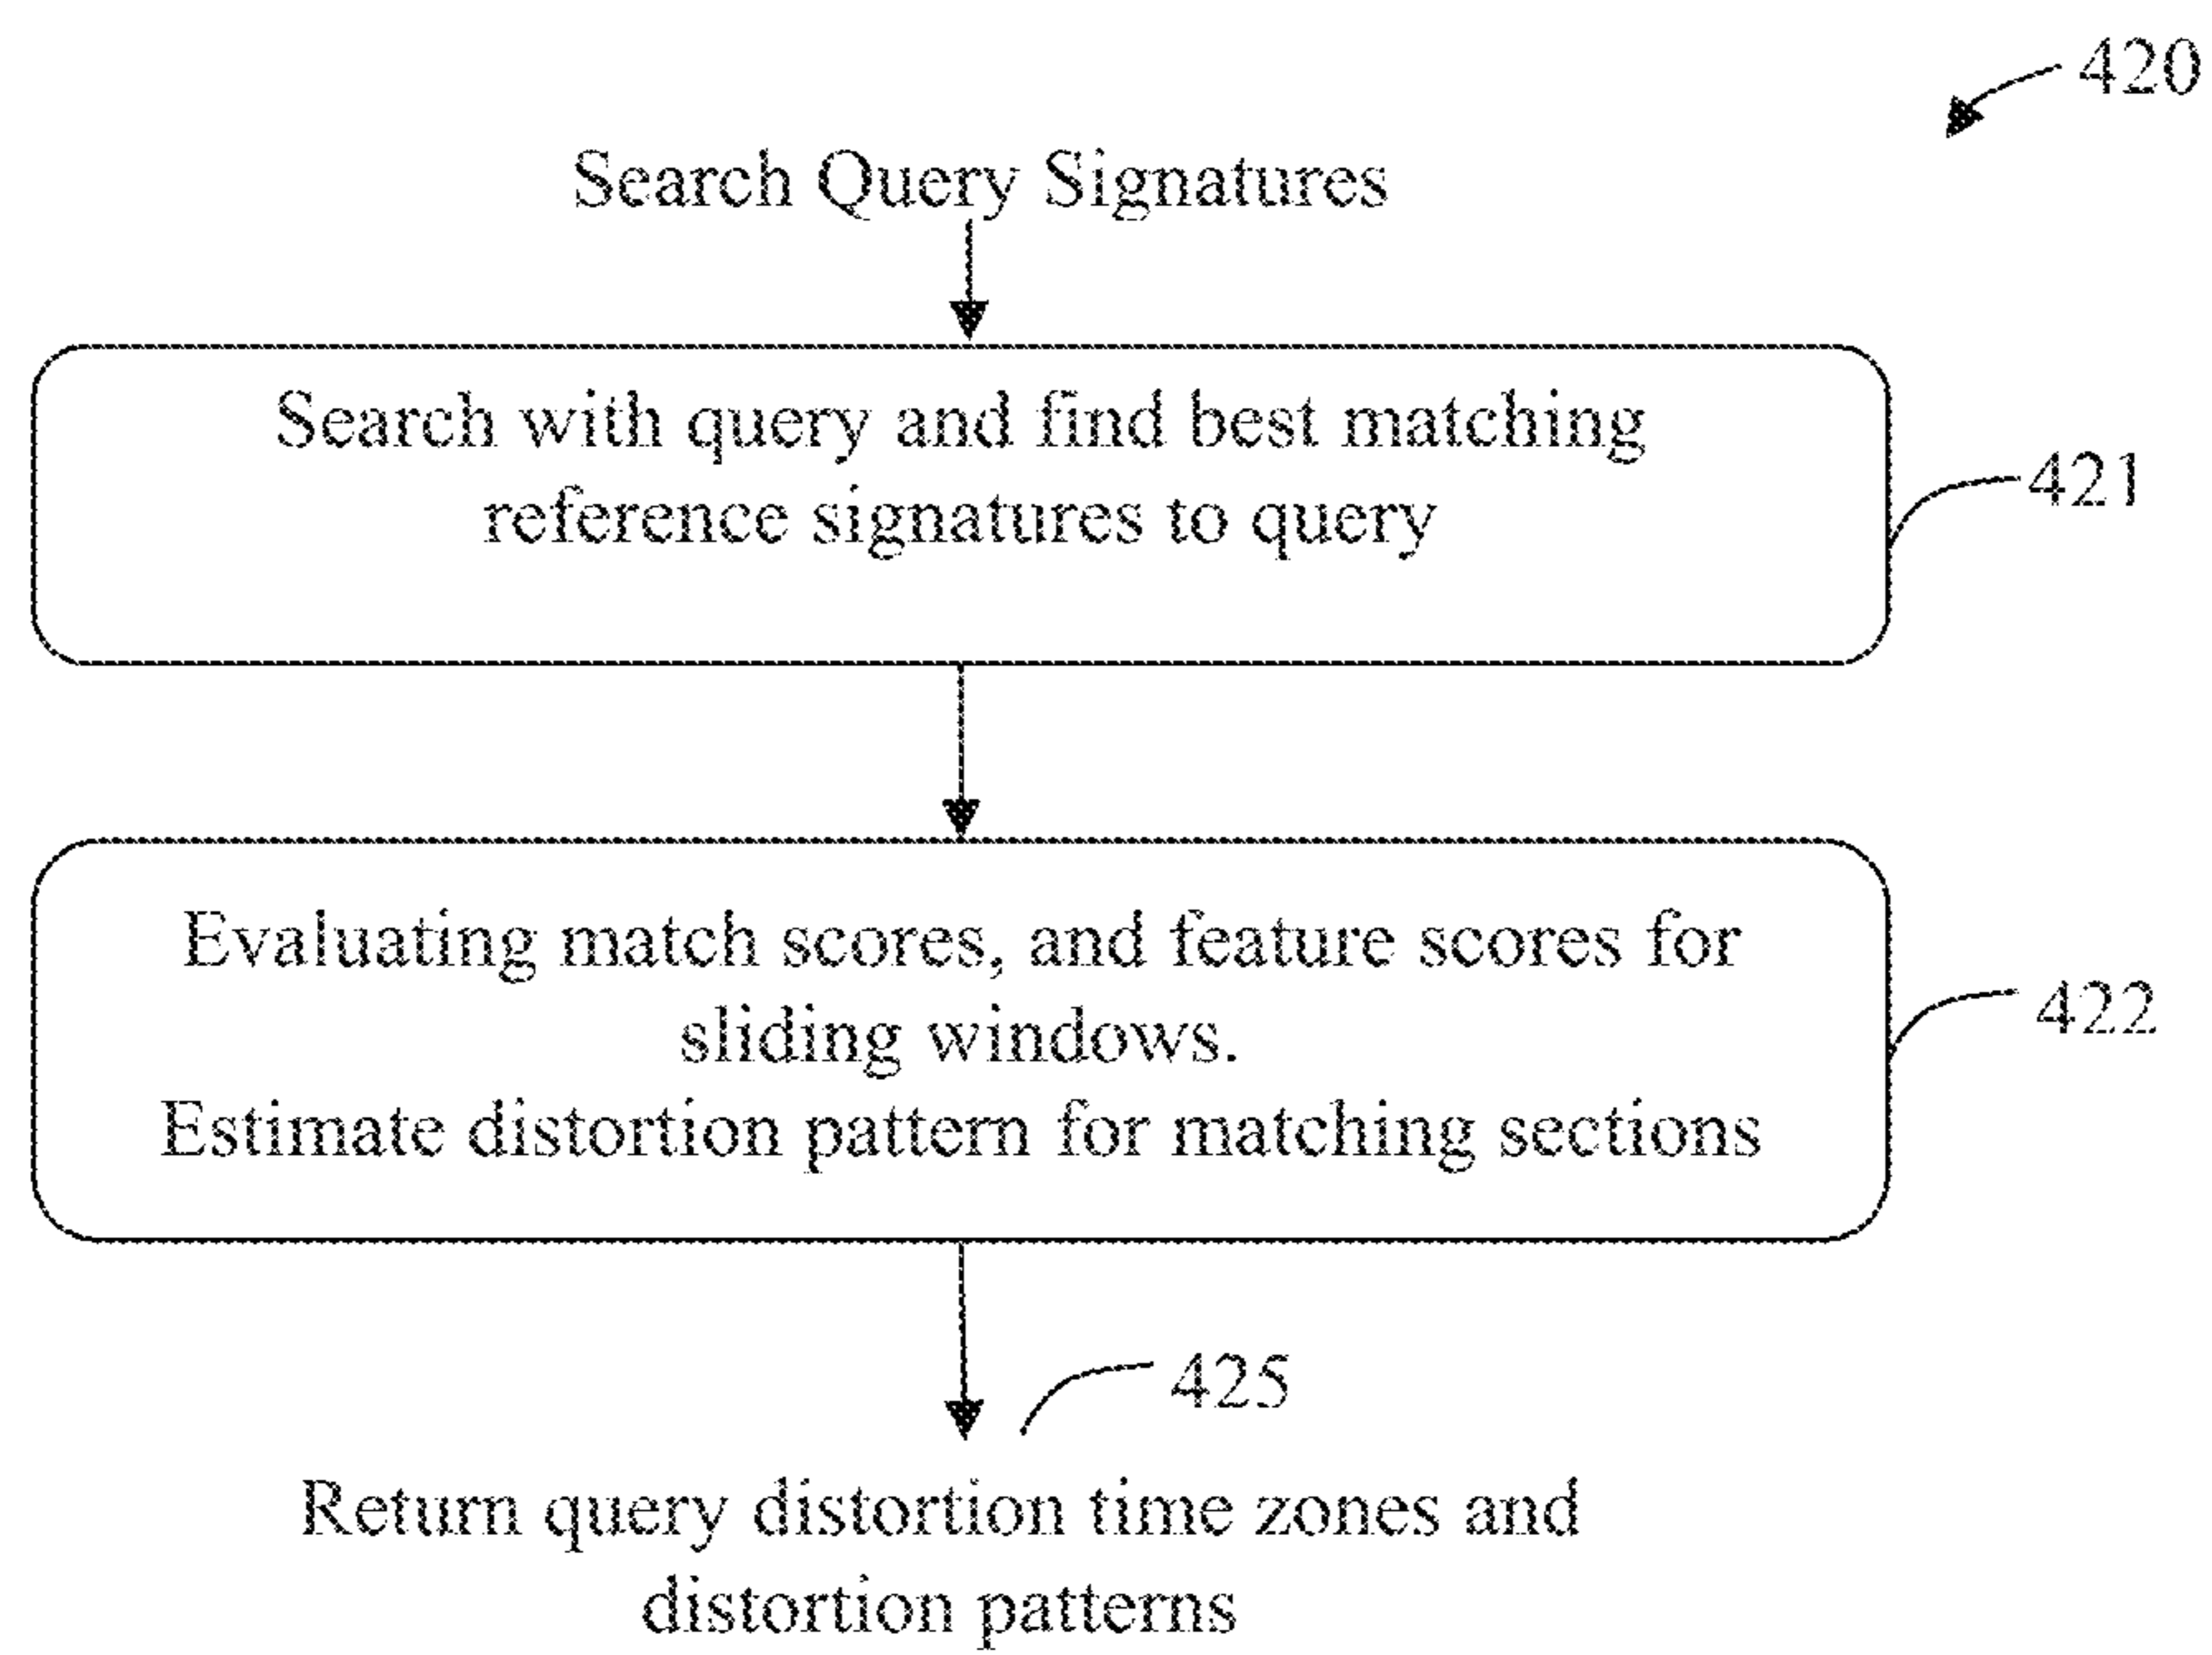 420
Search Query Signatures
Search with query and find best matching
reference signatures to query
421
Evaluating match scores, and feature scores for
sliding windows.
Estimate distortion pattern for matching sections
422
425
Return query distortion time zones and
distortion patterns